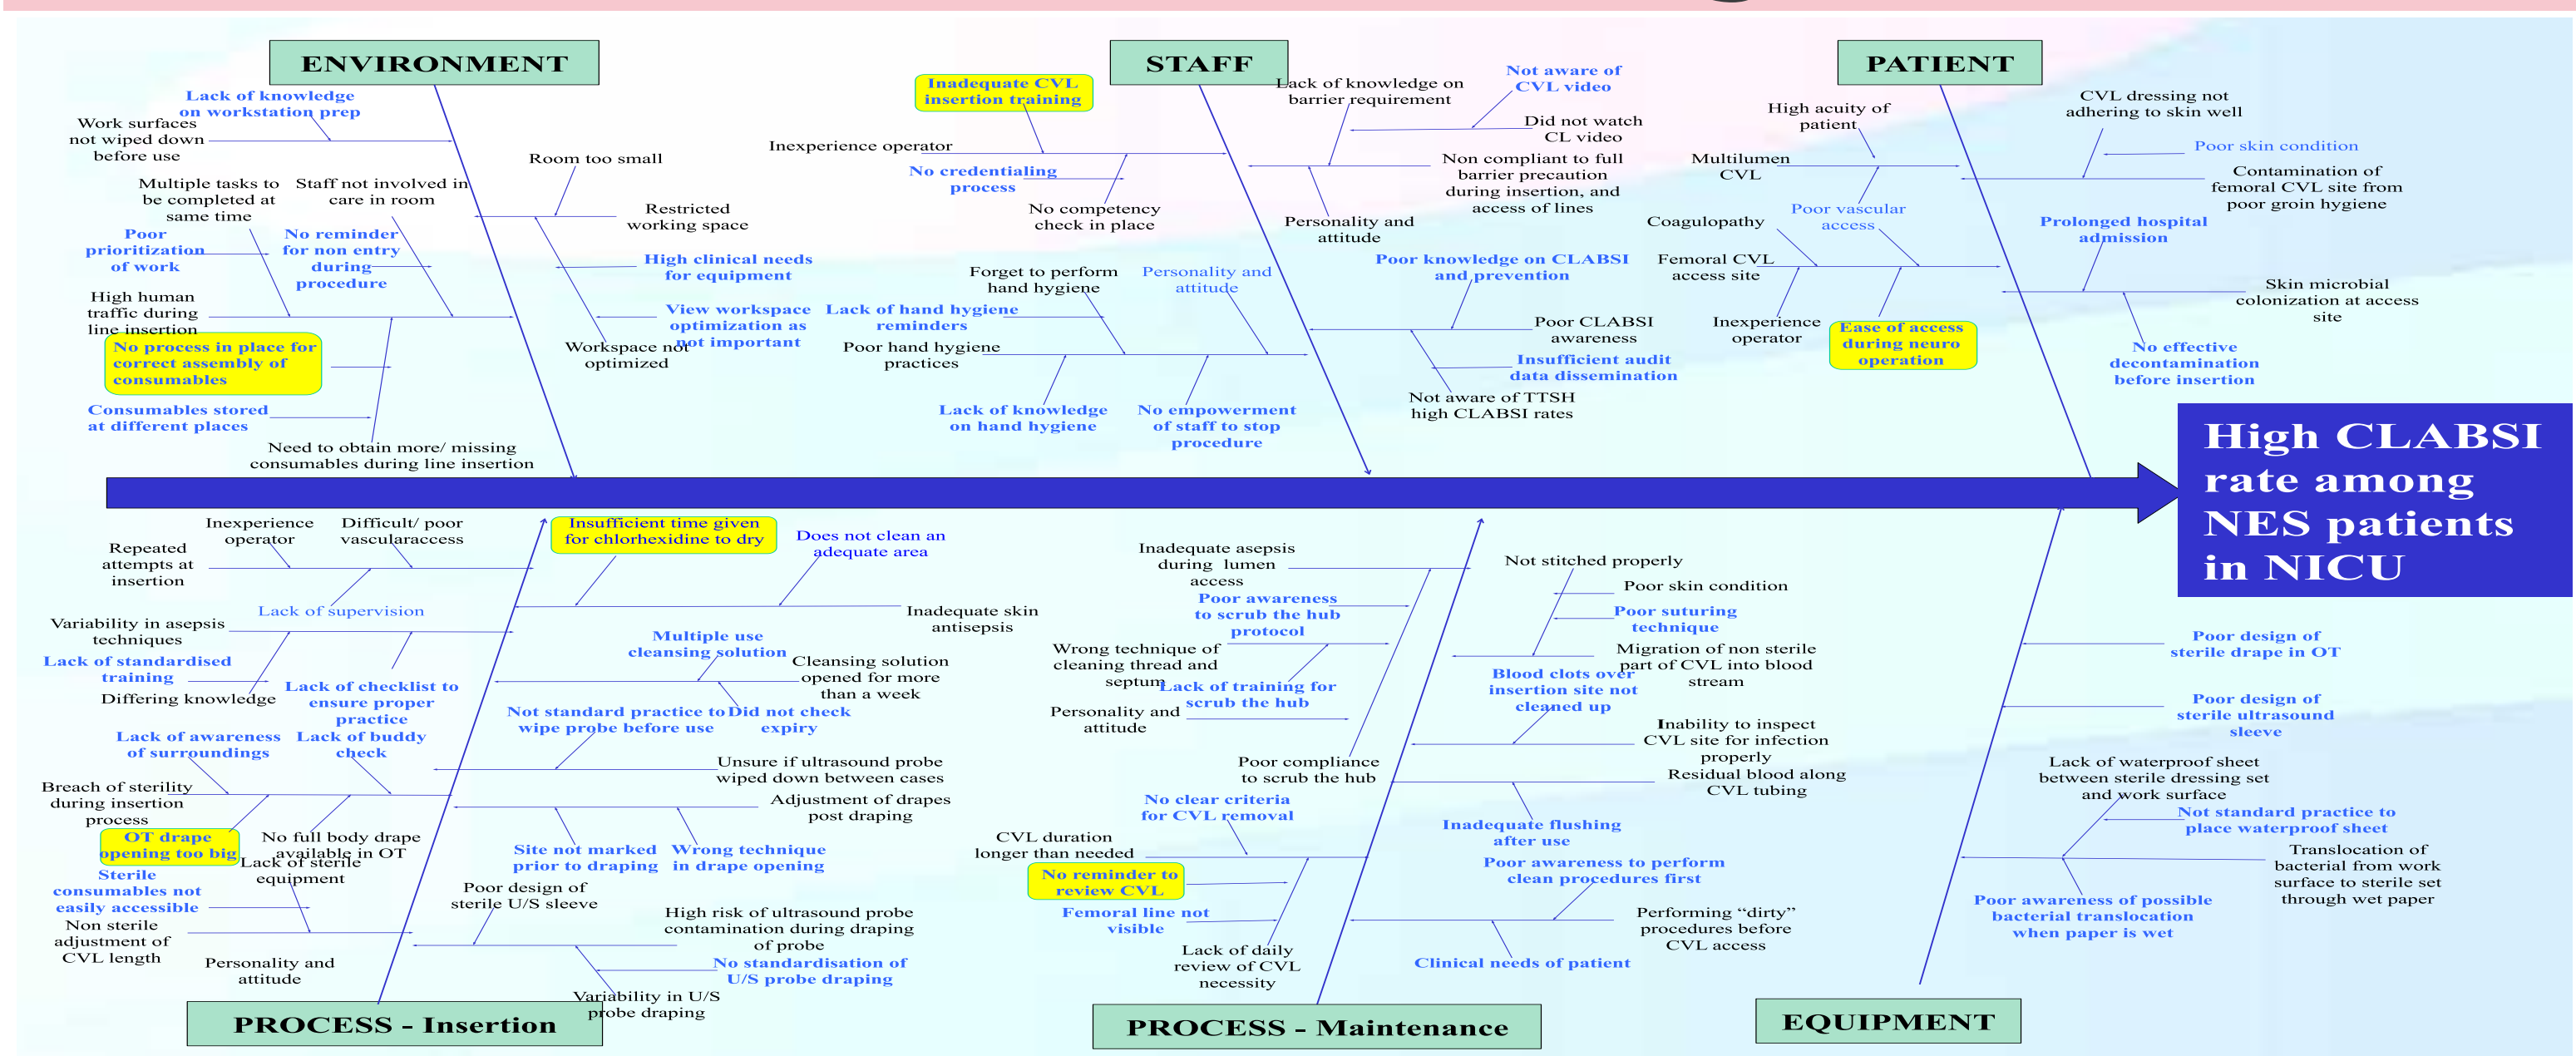 ENVIRONMENT
Lack of knowledge
on workstation prep
Work surfaces
not wiped down
before use
Room too small
Multiple tasks to
be completed at
same time
Staff not involved in
care in room
Restricted
working space
Poor
prioritization
of work
No reminder
for non entry
during
procedure
High clinical needs
for equipment
High human
traffic during
line insertion
View workspace
optimization as
not important
Workspace not
optimized
No process in place for
correct assembly of
consumables
Consumables stored
at different places
Need to obtain more/ missing
consumables during line insertion
STAFF
Inadequate CVL
insertion training
Lack of knowledge on
barrier requirement
Not aware of
CVL video
Did not watch
CL video
Inexperience operator
No credentialing
process
No competency
check in place
Non compliant to full
barrier precaution
during insertion, and
access of lines
Personality and
attitude
Forget to perform
hand hygiene
Personality and
attitude
Poor knowledge on CLABSI
and prevention
Lack of hand hygiene
reminders
Poor hand hygiene
practices
Poor CLABSI
awareness
Insufficient audit
data dissemination
Lack of knowledge
on hand hygiene
No empowerment
of staff to stop
procedure
Not aware of TTSH
high CLABSI rates
PATIENT
High acuity of
patient
CVL dressing not
adhering to skin well
Poor skin condition
Multilumen
CVL
Contamination of
femoral CVL site from
poor groin hygiene
Coagulopathy
Poor vascular
access
Prolonged hospital
admission
Femoral CVL
access site
Skin microbial
colonization at access
site
Inexperience
operator
Ease of access
during neuro
operation
No effective
decontamination
before insertion
High CLABSI
rate among
NES patients
in NICU
Inexperience
operator
Difficult/ poor
vascularaccess
Insufficient time given
for chlorhexidine to dry
Does not clean an
adequate area
Repeated
attempts at
insertion
Lack of supervision
Inadequate skin
antisepsis
Variability in asepsis
techniques
Multiple use
cleansing solution
Lack of standardised
training
Differing knowledge
Lack of checklist to
ensure proper
practice
Cleansing solution
opened for more
than a week
Not standard practice to
wipe probe before use
Did not check
expiry
Lack of awareness
of surroundings
Lack of buddy
check
Unsure if ultrasound probe
wiped down between cases
Breach of sterility
during insertion
process
Adjustment of drapes
post draping
OT drape
opening too big
No full body drape
available in OT
Lack of sterile
equipment
Site not marked
prior to draping
Wrong technique
in drape opening
Sterile
consumables not
easily accessible
Poor design of
sterile U/S sleeve
Non sterile
adjustment of
CVL length
High risk of ultrasound probe
contamination during draping
of probe
Personality and
attitude
No standardisation of
U/S probe draping
Variability in U/S
probe draping
PROCESS - Insertion
Inadequate asepsis
during lumen
access
Not stitched properly
Poor skin condition
Poor awareness
to scrub the hub
protocol
Poor suturing
technique
Wrong technique of
cleaning thread and
septum
Migration of non sterile
part of CVL into blood
stream
Lack of training for
scrub the hub
Blood clots over
insertion site not
cleaned up
Personality and
attitude
Inability to inspect
CVL site for infection
properly
Poor compliance
to scrub the hub
Residual blood along
CVL tubing
No clear criteria
for CVL removal
Inadequate flushing
after use
CVL duration
longer than needed
Poor awareness to perform
clean procedures first
No reminder to
review CVL
Femoral line not
visible
Performing “dirty”
procedures before
CVL access
Lack of daily
review of CVL
necessity
Clinical needs of patient
PROCESS - Maintenance
Poor design of
sterile drape in OT
Poor design of
sterile ultrasound
sleeve
Lack of waterproof sheet
between sterile dressing set
and work surface
Not standard practice to
place waterproof sheet
Translocation of
bacterial from work
surface to sterile set
through wet paper
Poor awareness of possible
bacterial translocation
when paper is wet
EQUIPMENT